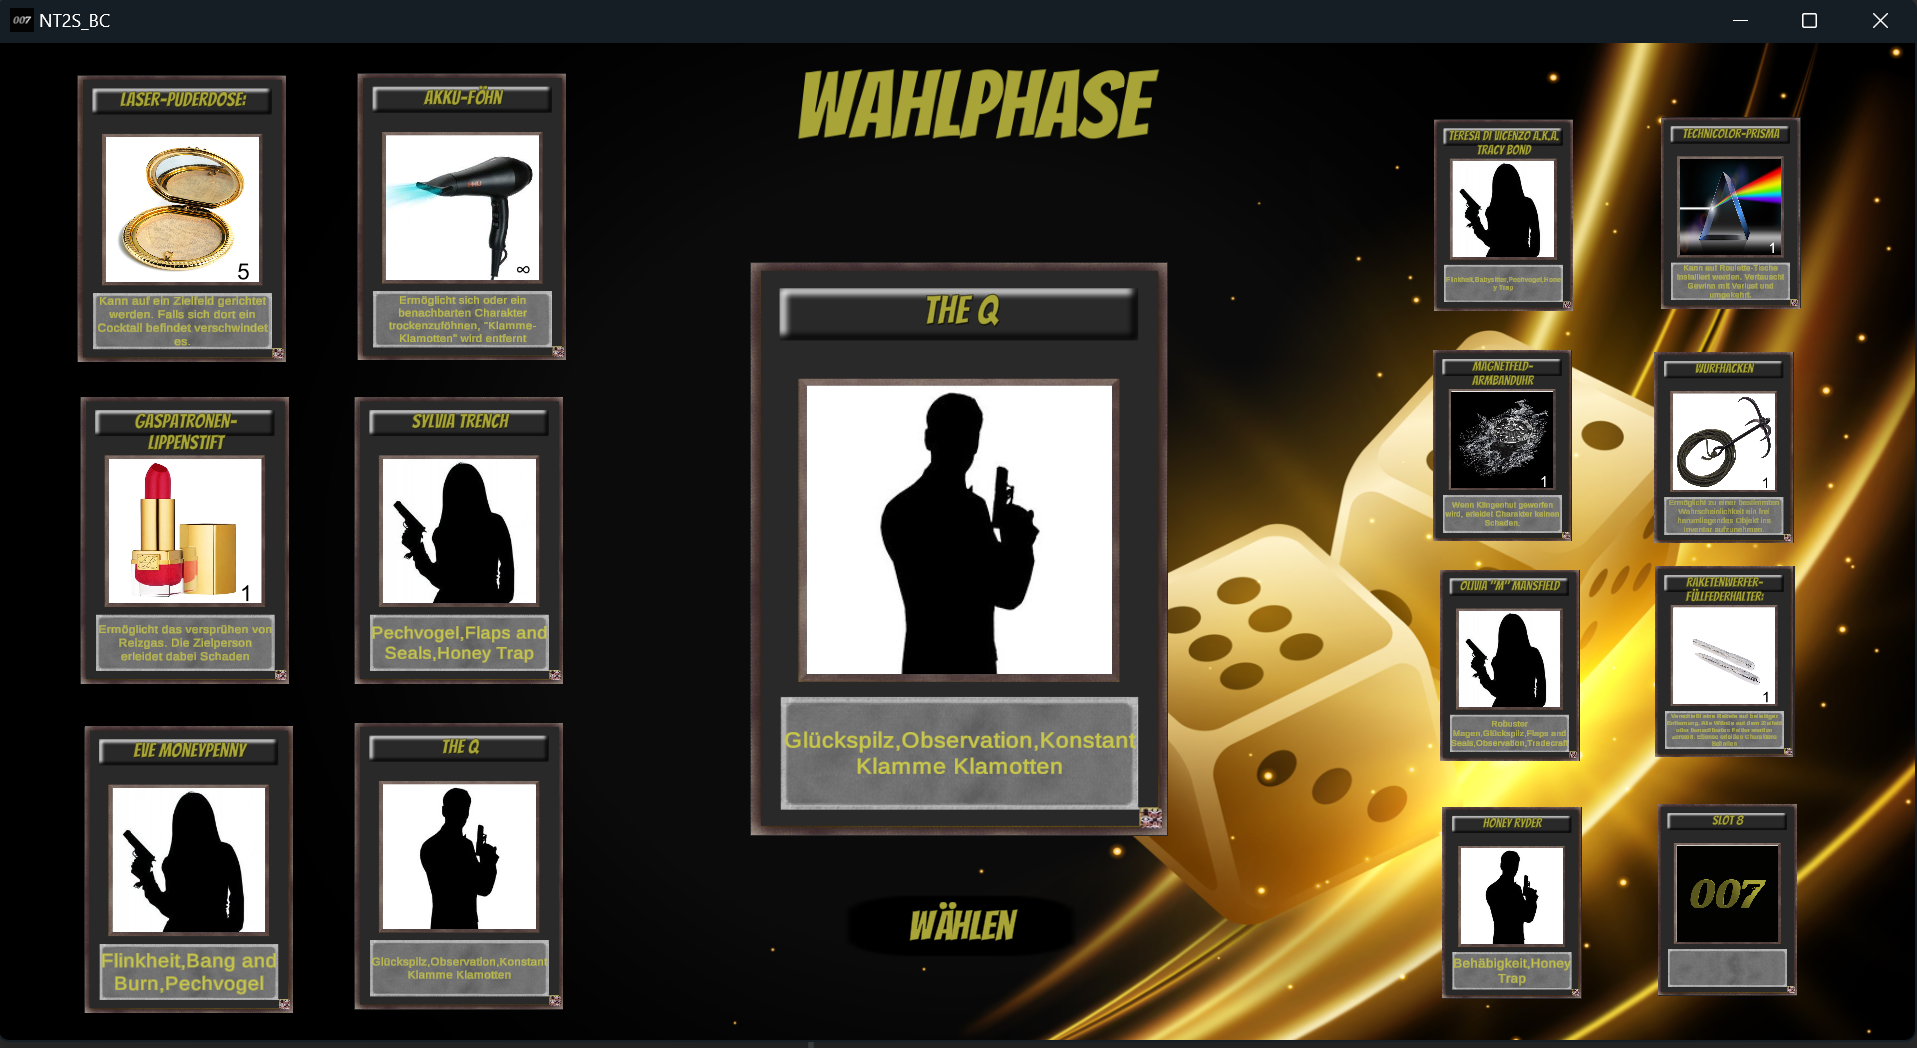 007 NT2S_BC
WAHLPHASE
LASER-PUDERDOSE:
5
Kann auf ein Zielfeld gerichtet
werden. Falls sich dort ein
Cocktail befindet verschwindet
es.
AKKU-FÖHN
∞
Ermöglicht sich oder ein
benachbarten Charakter
trockenzuföhnen, "Klamme-
Klamotten" wird entfernt
GASPATRONEN-
LIPPENSTIFT
1
Ermöglicht das versprühen von
Reizgas. Die Zielperson
erleidet dabei Schaden
SYLVIA TRENCH
Pechvogel,Flaps and
Seals,Honey Trap
EVE MONEYPENNY
Flinkheit,Bang and
Burn,Pechvogel
THE Q
Glückspilz,Observation,Konstant
Klamme Klamotten
THE Q
Glückspilz,Observation,Konstant
Klamme Klamotten
WÄHLEN
TERESA DI VICENZO A.K.A.
TRACY BOND
Flinkheit,Babysitter,Pechvogel,Hone
y Trap
TECHNICOLOR-PRISMA
1
Kann auf Roulette-Tische
installiert werden. Vertauscht
Gewinn mit Verlust und
umgekehrt.
MAGNETFELD-
ARMBANDUHR
1
Wenn Klingenhut geworfen
wird, erleidet Charakter keinen
Schaden.
WURFHACKEN
1
Ermöglicht zu einer bestimmten
Wahrscheinlichkeit ein frei
herumliegendes Objekt ins
Inventar aufzunehmen.
OLIVIA "M" MANSFIELD
Robuster
Magen,Glückspilz,Flaps and
Seals,Observation,Tradecraft
RAKETENWERFER-
FÜLLFEDERHALTER:
1
HONEY RYDER
Behäbigkeit,Honey
Trap
SLOT 8
007